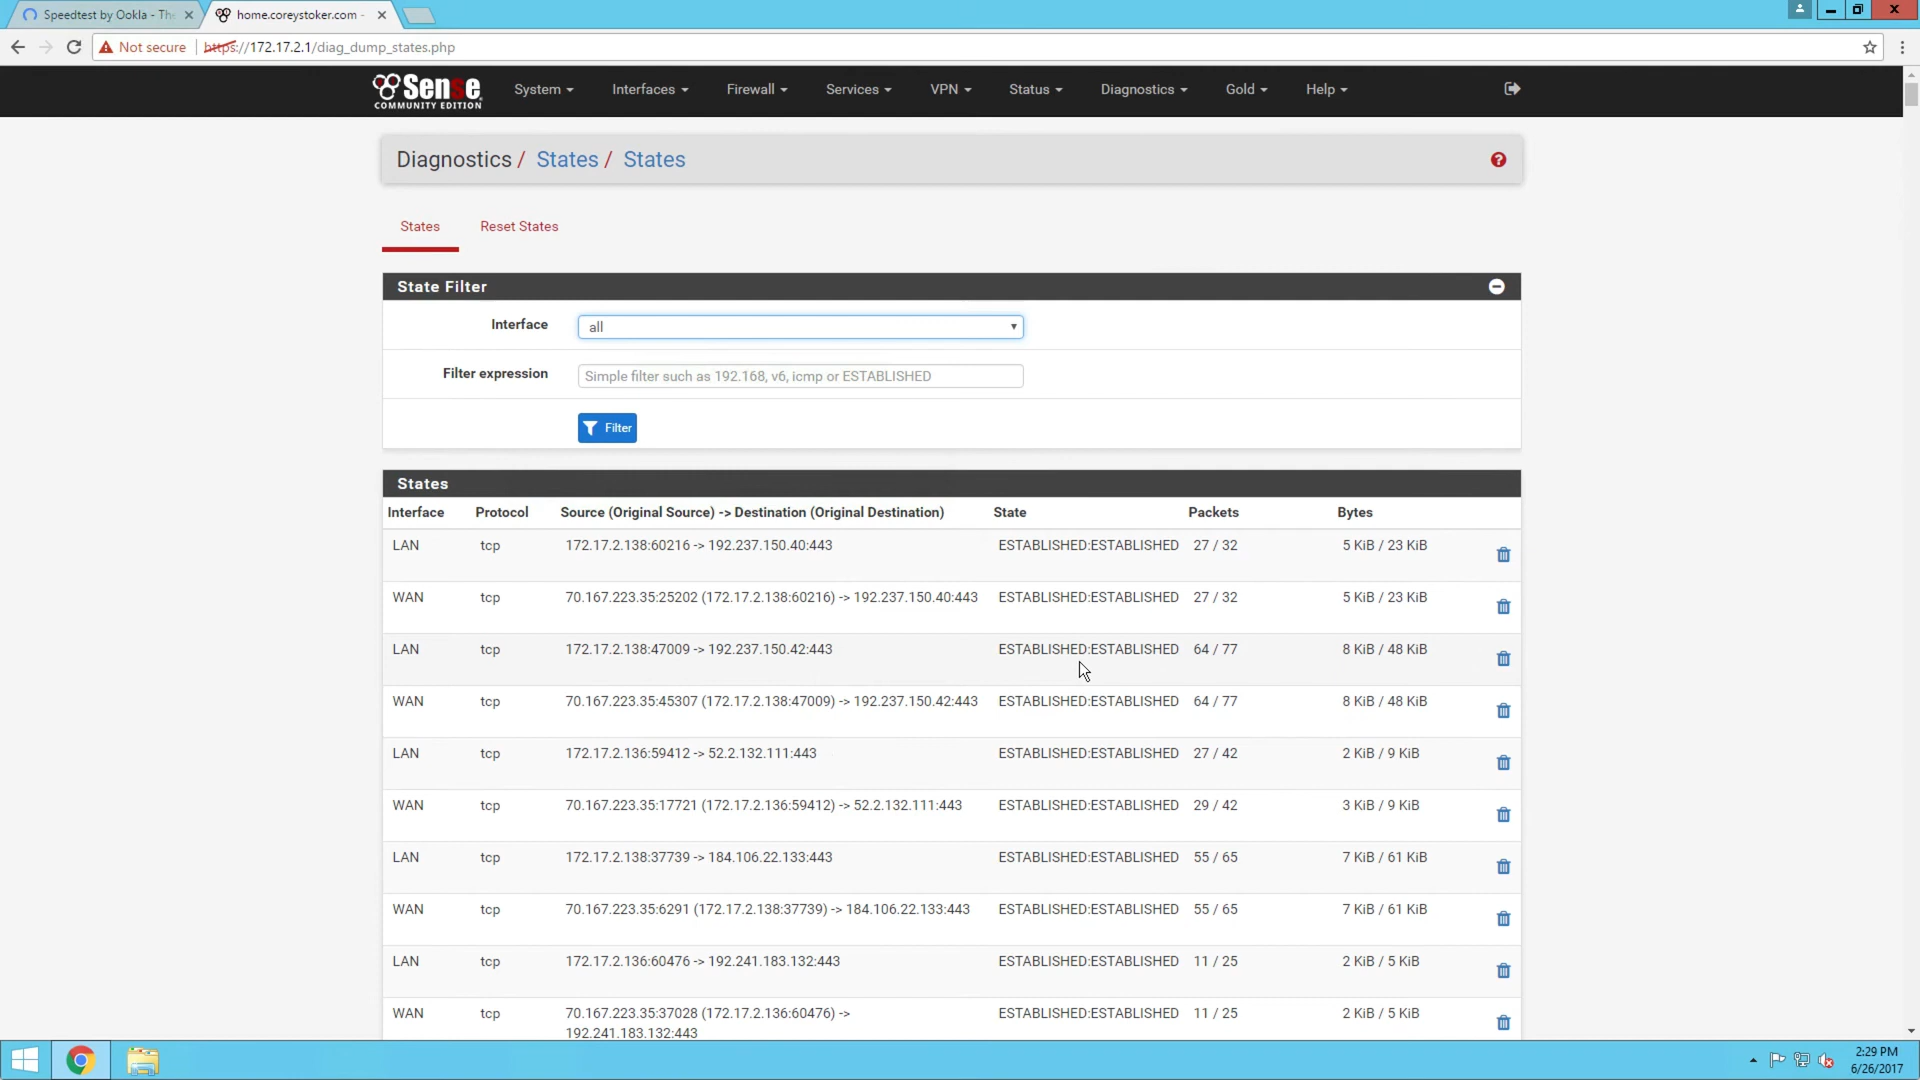 Speedtest by Ookla - Th
home.coreystoker.com -
Not secure
https://172.17.2.1/diag_dump_states.php
Sense
COMMUNITY EDITION
System
Interfaces
Firewall
Services
VPN
Status
Diagnostics
Gold
Help
Diagnostics / States / States
States
Reset States
State Filter
Interface
all
Filter expression
Simple filter such as 192.168, v6, icmp or ESTABLISHED
Filter
States
Interface Protocol Source (Original Source) -> Destination (Original Destination) State Packets Bytes
LAN tcp 172.17.2.138:60216 -> 192.237.150.40:443 ESTABLISHED:ESTABLISHED 27 / 32 5 KiB / 23 KiB
WAN tcp 70.167.223.35:25202 (172.17.2.138:60216) -> 192.237.150.40:443 ESTABLISHED:ESTABLISHED 27 / 32 5 KiB / 23 KiB
LAN tcp 172.17.2.138:47009 -> 192.237.150.42:443 ESTABLISHED:ESTABLISHED 64 / 77 8 KiB / 48 KiB
WAN tcp 70.167.223.35:45307 (172.17.2.138:47009) -> 192.237.150.42:443 ESTABLISHED:ESTABLISHED 64 / 77 8 KiB / 48 KiB
LAN tcp 172.17.2.136:59412 -> 52.2.132.111:443 ESTABLISHED:ESTABLISHED 27 / 42 2 KiB / 9 KiB
WAN tcp 70.167.223.35:17721 (172.17.2.136:59412) -> 52.2.132.111:443 ESTABLISHED:ESTABLISHED 29 / 42 3 KiB / 9 KiB
LAN tcp 172.17.2.138:37739 -> 184.106.22.133:443 ESTABLISHED:ESTABLISHED 55 / 65 7 KiB / 61 KiB
WAN tcp 70.167.223.35:6291 (172.17.2.138:37739) -> 184.106.22.133:443 ESTABLISHED:ESTABLISHED 55 / 65 7 KiB / 61 KiB
LAN tcp 172.17.2.136:60476 -> 192.241.183.132:443 ESTABLISHED:ESTABLISHED 11 / 25 2 KiB / 5 KiB
WAN tcp 70.167.223.35:37028 (172.17.2.136:60476) -> ESTABLISHED:ESTABLISHED 11 / 25 2 KiB / 5 KiB
192.241.183.132:443
2:29 PM
6/26/2017